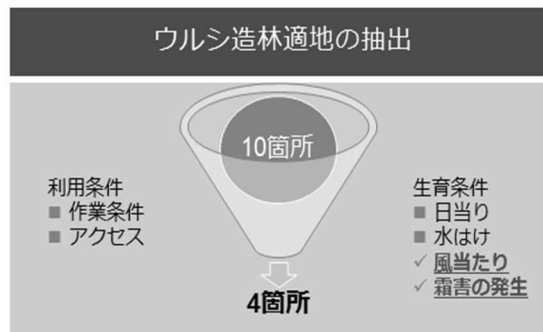 ウルシ造林適地の抽出
10箇所
利用条件
■ 作業条件
■ アクセス
生育条件
■ 日当り
■ 水はけ
✓ 風当たり
✓ 霜害の発生
4箇所